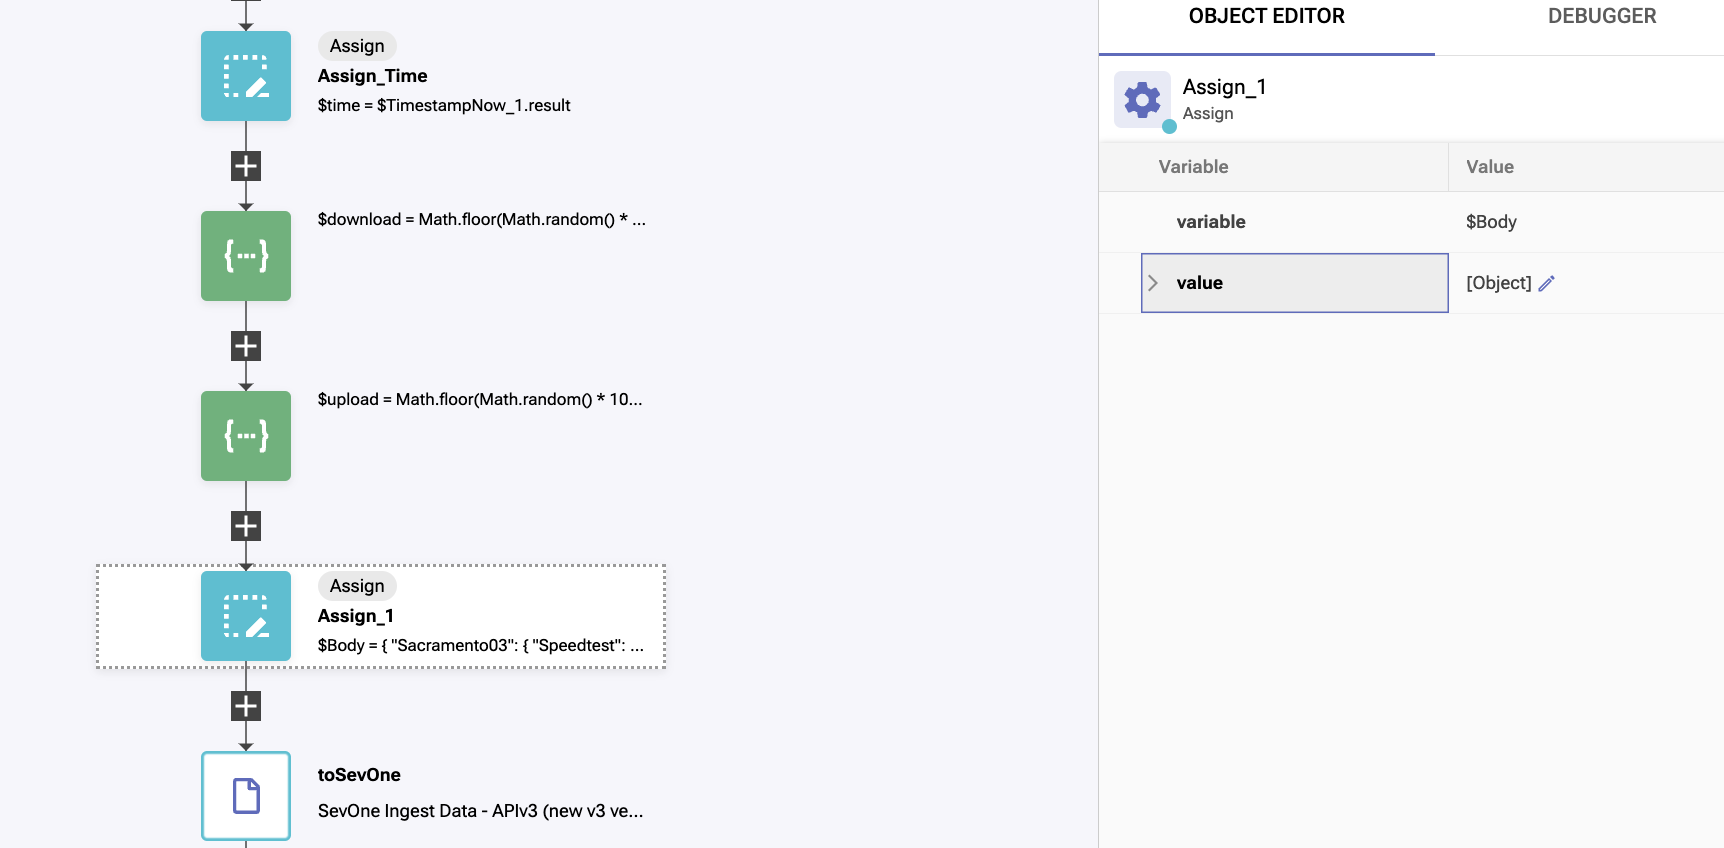 Assign
Assign_Time
$time = $TimestampNow_1.result
$download = Math.floor(Math.random() * ...
$upload = Math.floor(Math.random() * 10...
Assign
Assign_1
$Body = { "Sacramento03": { "Speedtest": ...
toSevOne
SevOne Ingest Data - APIv3 (new v3 ve...
OBJECT EDITOR
DEBUGGER
Assign_1
Assign
Variable
Value
variable
$Body
value
[Object]